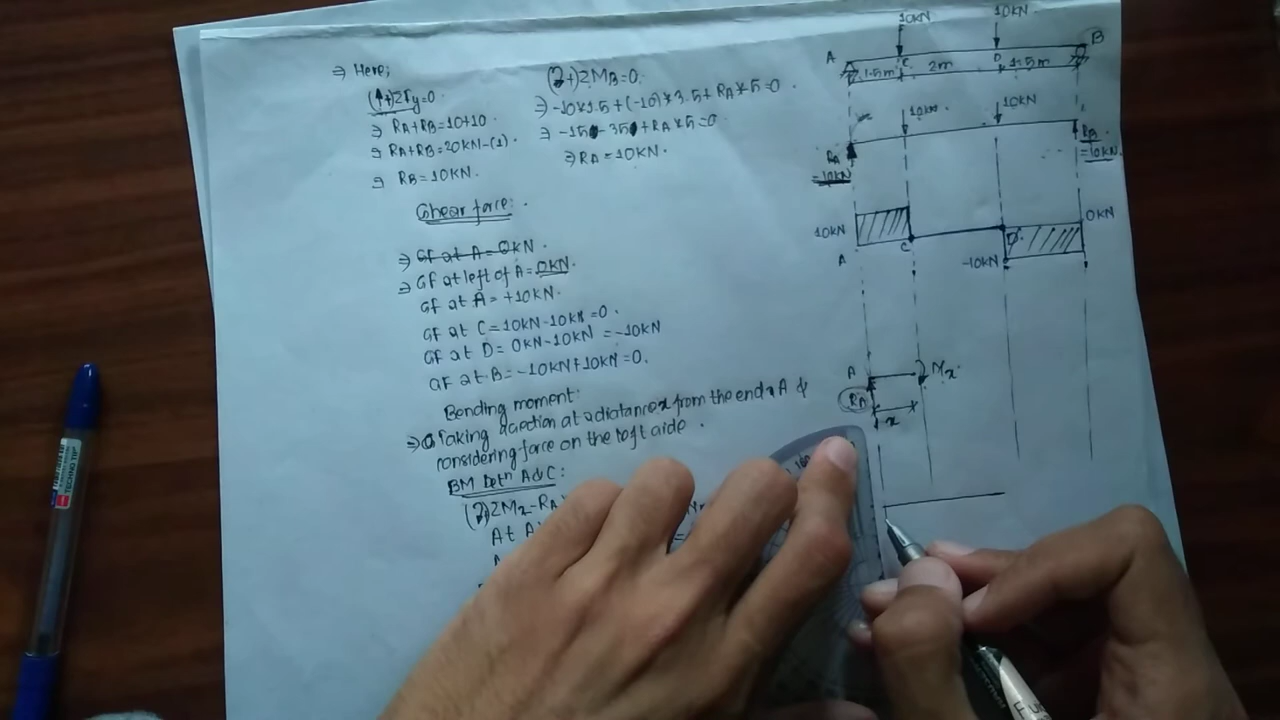 ⇒ Here;
(↑+)ΣFy=0
⇒ RA+RB=10+10
⇒ RA+RB=20KN-(1)
⇒ RB=10KN.
ΣMB=0.
⇒ -10*1.5+(-10)*3.5+RA*5=0
⇒ -15 - 35 + RA*5=0
⇒ RA=10KN.
Shear force:
⇒ SF at A=0KN.
⇒ SF at left of A=0KN.
SF at A=+10KN.
SF at C=10KN-10KN=0.
SF at D=0KN-10KN=-10KN
SF at B=-10KN+10KN=0.
Bending moment:
⇒ Taking section at a distance x from the end A &
considering force on the left side.
BM betn A&C:
ΣMx-RA
At A
10KN
10KN
A
B
C
D
1.5m
2m
1.5m
10KN
10KN
RA
=10KN
RB
=10KN
10KN
A
C
D
0KN
-10KN
A
Mx
RA
x
160